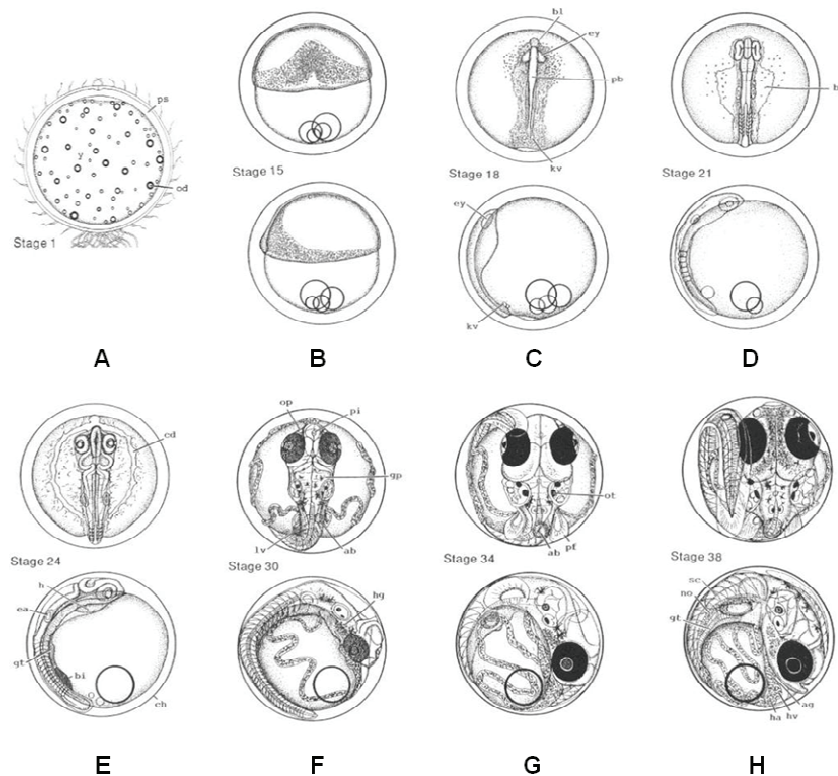 ps
y
od
Stage 1
A
Stage 15
B
bl
ey
pb
kv
Stage 18
ey
kv
C
b
Stage 21
D
cd
Stage 24
h
ea
gt
bi
ch
E
op
pi
gp
lv
ab
Stage 30
hg
F
ot
ab
pf
Stage 34
G
Stage 38
sc
no
gt
ag
hv
ha
H